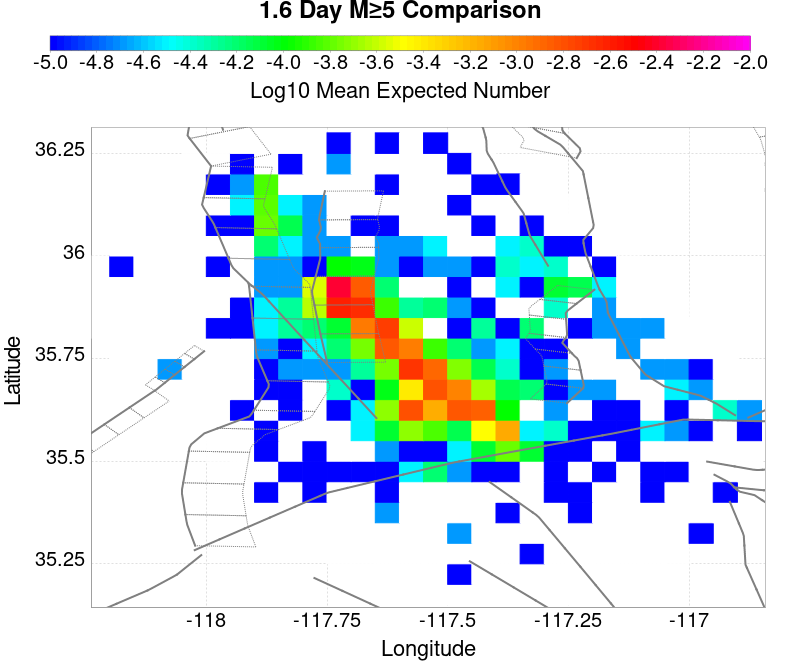 1.6 Day M≥5 Comparison
-5.0 -4.8 -4.6 -4.4 -4.2 -4.0 -3.8 -3.6 -3.4 -3.2 -3.0 -2.8 -2.6 -2.4 -2.2 -2.0
Log10 Mean Expected Number
36.25
36
35.75
35.5
35.25
Latitude
-118 -117.75 -117.5 -117.25 -117
Longitude